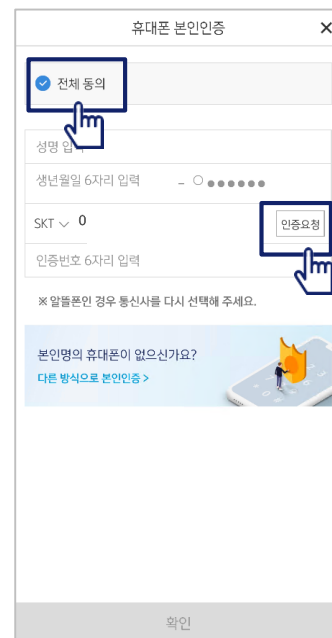 휴대폰 본인인증
전체 동의
성명 입
생년월일 6자리 입력 -
SKT 0
인증요청
인증번호 6자리 입력
※ 알뜰폰인 경우 통신사를 다시 선택해 주세요.
본인명의 휴대폰이 없으신가요?
다른 방식으로 본인인증 >
확인